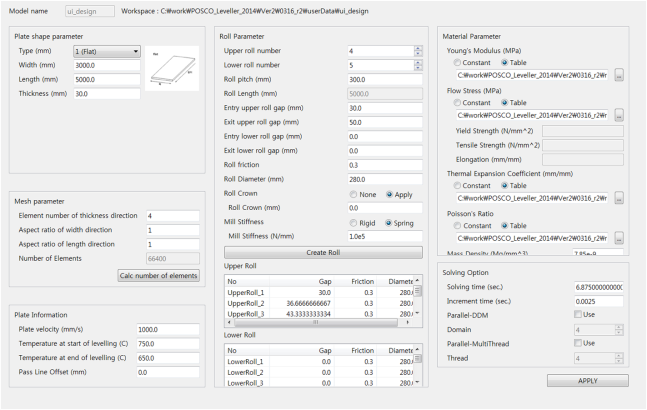 Model name ui_design Workspace : C:₩work₩POSCO_Leveller_2014₩Ver2₩0316_r2₩userData₩ui_design
Plate shape parameter
Type (mm) 1 (Flat)
Width (mm) 3000.0
Length (mm) 5000.0
Thickness (mm) 30.0
Mesh parameter
Element number of thickness direction 4
Aspect ratio of width direction 1
Aspect ratio of length direction 1
Number of Elements 66400
Calc number of elements
Plate Information
Plate velocity (mm/s) 1000.0
Temperature at start of levelling (C) 750.0
Temperature at end of levelling (C) 650.0
Pass Line Offset (mm) 0.0
Roll Parameter
Upper roll number 4
Lower roll number 5
Roll pitch (mm) 300.0
Roll Length (mm) 5000.0
Entry upper roll gap (mm) 30.0
Exit upper roll gap (mm) 50.0
Entry lower roll gap (mm) 0.0
Exit lower roll gap (mm) 0.0
Roll friction 0.3
Roll Diameter (mm) 280.0
Roll Crown None Apply
Roll Crown (mm) 0.0
Mill Stiffness Rigid Spring
Mill Stiffness (N/mm) 1.0e5
Create Roll
Upper Roll
No Gap Friction Diamete
UpperRoll_1 30.0 0.3 280.(
UpperRoll_2 36.6666666667 0.3 280.(
UpperRoll_3 43.3333333334 0.3 280.(
Lower Roll
No Gap Friction Diamete
LowerRoll_1 0.0 0.3 280.(
LowerRoll_2 0.0 0.3 280.(
LowerRoll_3 0.0 0.3 280.(
Material Parameter
Young's Modulus (MPa)
Constant Table
C:₩work₩POSCO_Leveller_2014₩Ver2₩0316_r2₩r ...
Flow Stress (MPa)
Constant Table
C:₩work₩POSCO_Leveller_2014₩Ver2₩0316_r2₩r ...
Yield Strength (N/mm^2)
Tensile Strength (N/mm^2)
Elongation (mm/mm)
Thermal Expansion Coefficient (mm/mm)
Constant Table
C:₩work₩POSCO_Leveller_2014₩Ver2₩0316_r2₩r ...
Poisson's Ratio
Constant Table
C:₩work₩POSCO_Leveller_2014₩Ver2₩0316_r2₩r ...
Mass Density (Mg/mm^3) 7.85e-9
Solving Option
Solving time (sec.) 6.875000000000
Increment time (sec.) 0.0025
Parallel-DDM Use
Domain 4
Parallel-MultiThread Use
Thread 4
APPLY